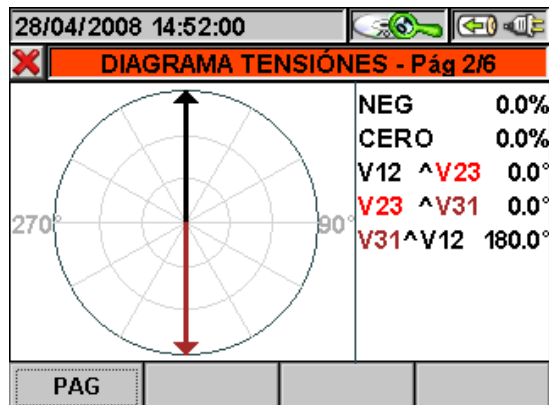 28/04/2008 14:52:00
DIAGRAMA TENSIÓNES - Pág 2/6
NEG 0.0%
CERO 0.0%
V12 ^V23 0.0°
V23 ^V31 0.0°
V31^V12 180.0°
270° 90°
PAG